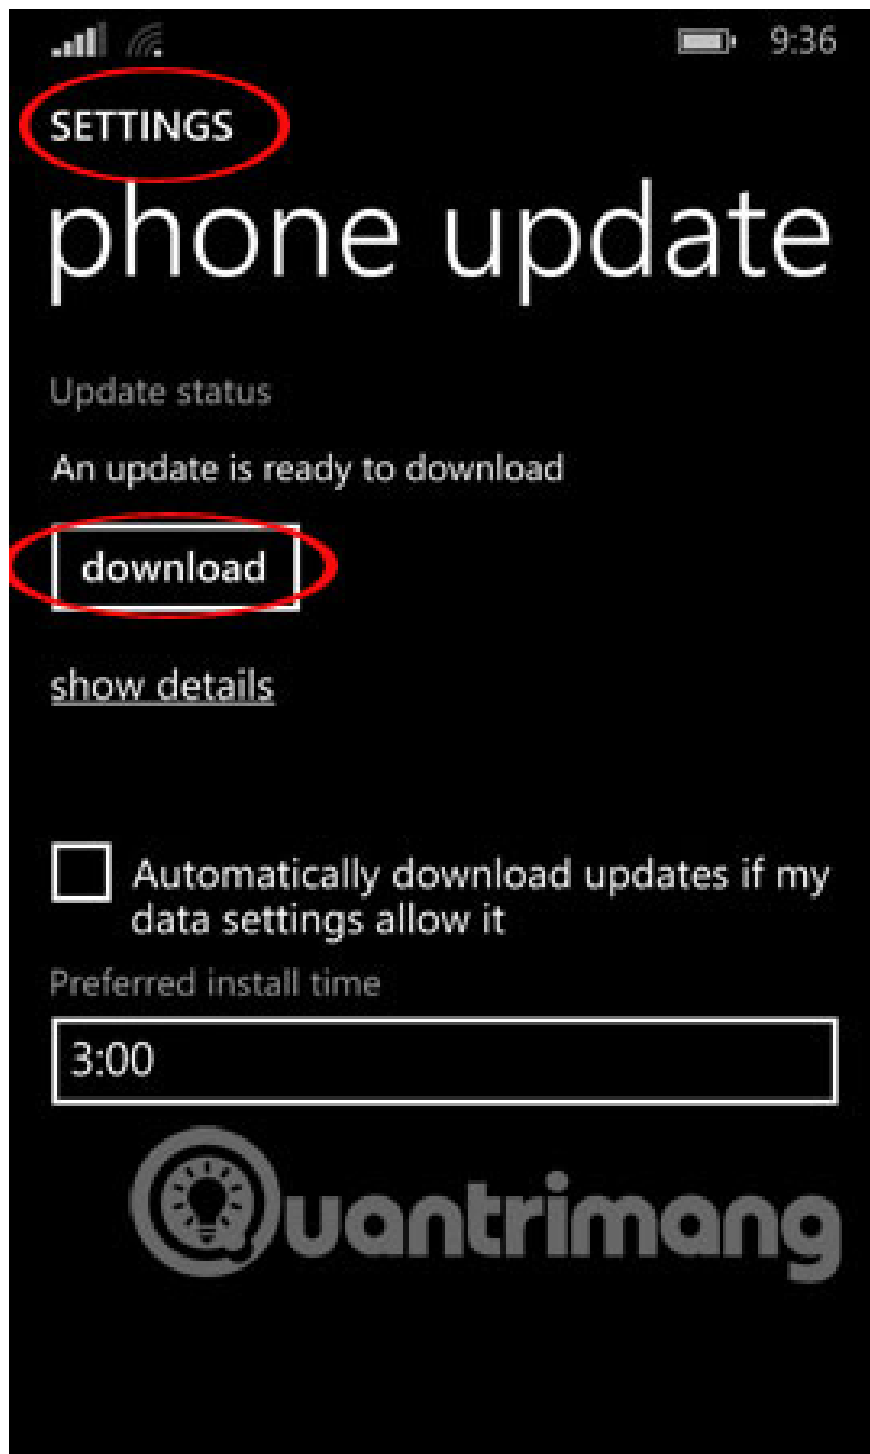 9:36
SETTINGS
phone update
Update status
An update is ready to download
download
show details
Automatically download updates if my
data settings allow it
Preferred install time
3:00
Quantrimang